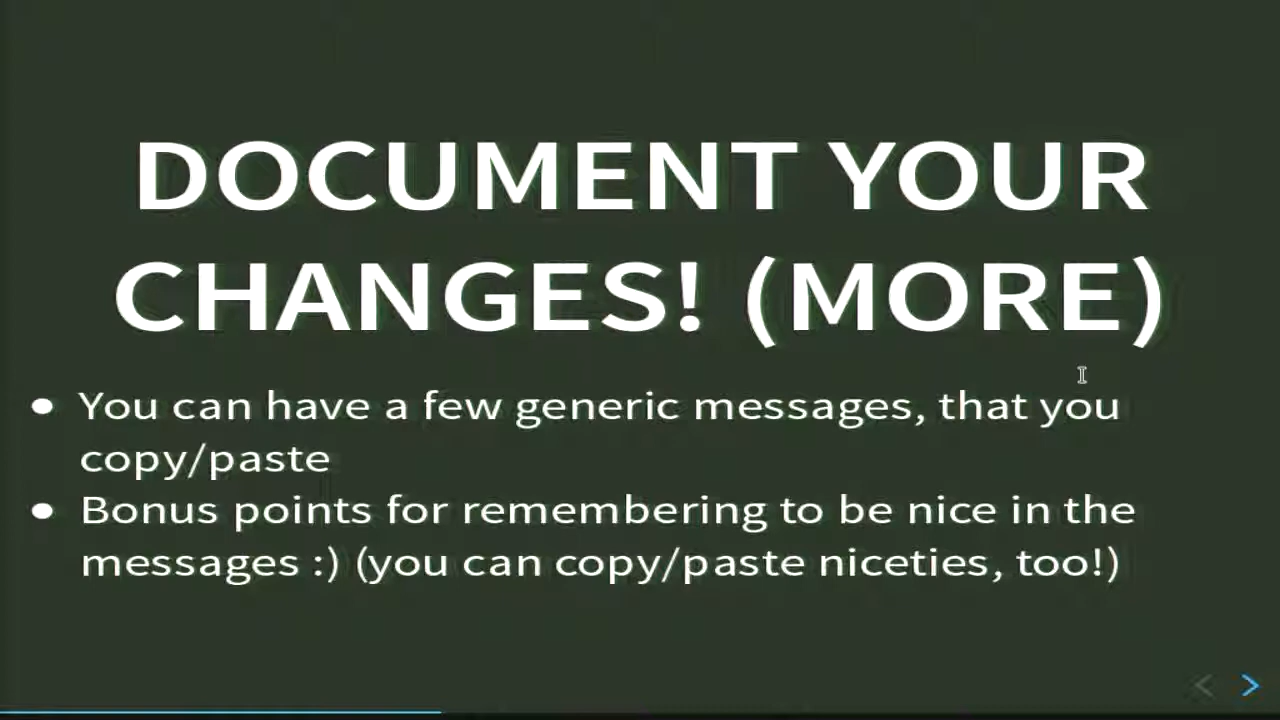 DOCUMENT YOUR
CHANGES! (MORE)
● You can have a few generic messages, that you
copy/paste
● Bonus points for remembering to be nice in the
messages :) (you can copy/paste niceties, too!)